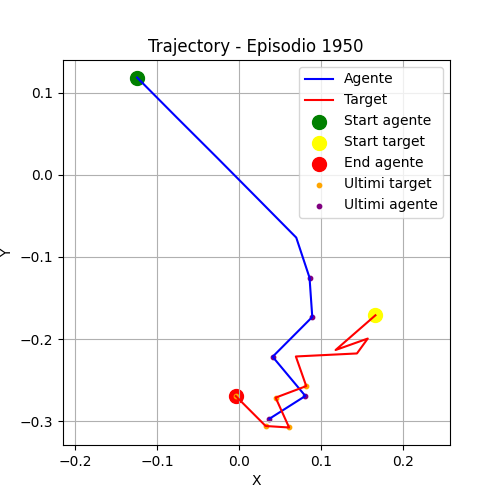 Trajectory - Episodio 1950
Agente
Target
Start agente
Start target
End agente
Ultimi target
Ultimi agente
0.1
0.0
−0.1
−0.2
−0.3
Y
−0.2
−0.1
0.0
0.1
0.2
X